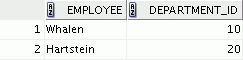 EMPLOYEE DEPARTMENT_ID
1 Whalen 10
2 Hartstein 20